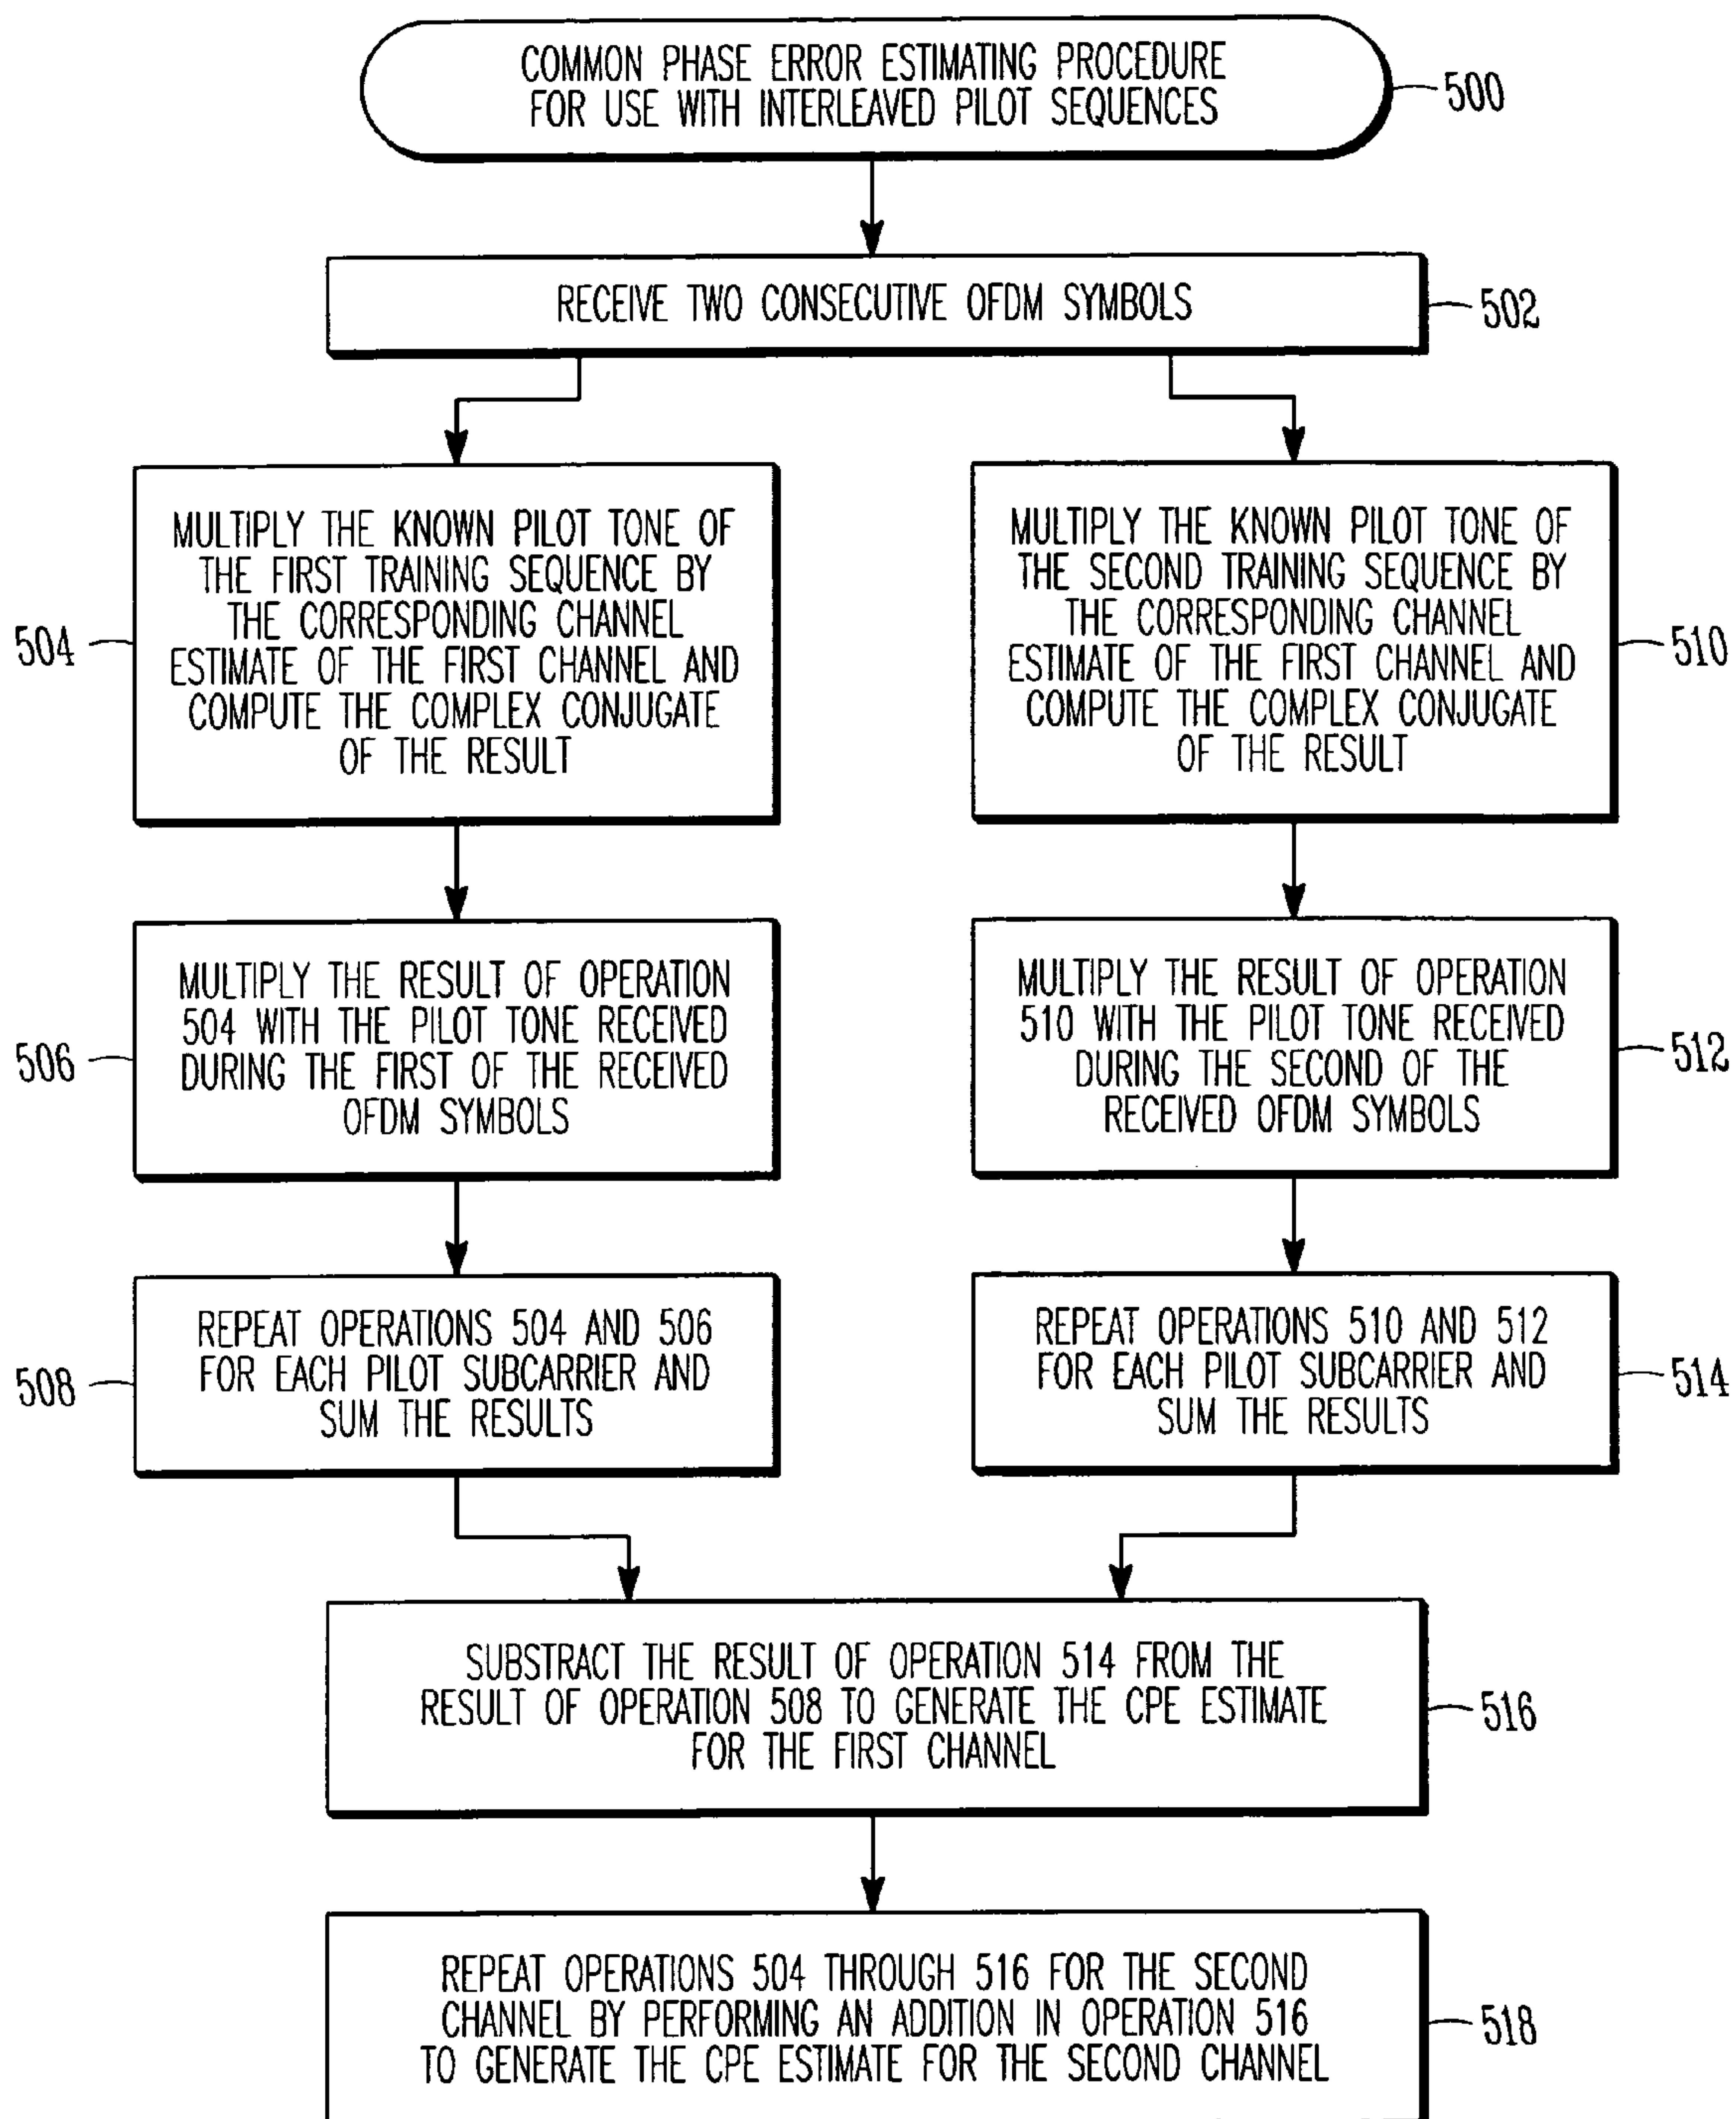 COMMON PHASE ERROR ESTIMATING PROCEDURE
FOR USE WITH INTERLEAVED PILOT SEQUENCES
500
RECEIVE TWO CONSECUTIVE OFDM SYMBOLS
502
MULTIPLY THE KNOWN PILOT TONE OF
THE FIRST TRAINING SEQUENCE BY
THE CORRESPONDING CHANNEL
ESTIMATE OF THE FIRST CHANNEL AND
COMPUTE THE COMPLEX CONJUGATE
OF THE RESULT
504
MULTIPLY THE KNOWN PILOT TONE OF
THE SECOND TRAINING SEQUENCE BY
THE CORRESPONDING CHANNEL
ESTIMATE OF THE FIRST CHANNEL AND
COMPUTE THE COMPLEX CONJUGATE
OF THE RESULT
510
MULTIPLY THE RESULT OF OPERATION
504 WITH THE PILOT TONE RECEIVED
DURING THE FIRST OF THE RECEIVED
OFDM SYMBOLS
506
MULTIPLY THE RESULT OF OPERATION
510 WITH THE PILOT TONE RECEIVED
DURING THE SECOND OF THE
RECEIVED OFDM SYMBOLS
512
REPEAT OPERATIONS 504 AND 506
FOR EACH PILOT SUBCARRIER AND
SUM THE RESULTS
508
REPEAT OPERATIONS 510 AND 512
FOR EACH PILOT SUBCARRIER AND
SUM THE RESULTS
514
SUBSTRACT THE RESULT OF OPERATION 514 FROM THE
RESULT OF OPERATION 508 TO GENERATE THE CPE ESTIMATE
FOR THE FIRST CHANNEL
516
REPEAT OPERATIONS 504 THROUGH 516 FOR THE SECOND
CHANNEL BY PERFORMING AN ADDITION IN OPERATION 516
TO GENERATE THE CPE ESTIMATE FOR THE SECOND CHANNEL
518